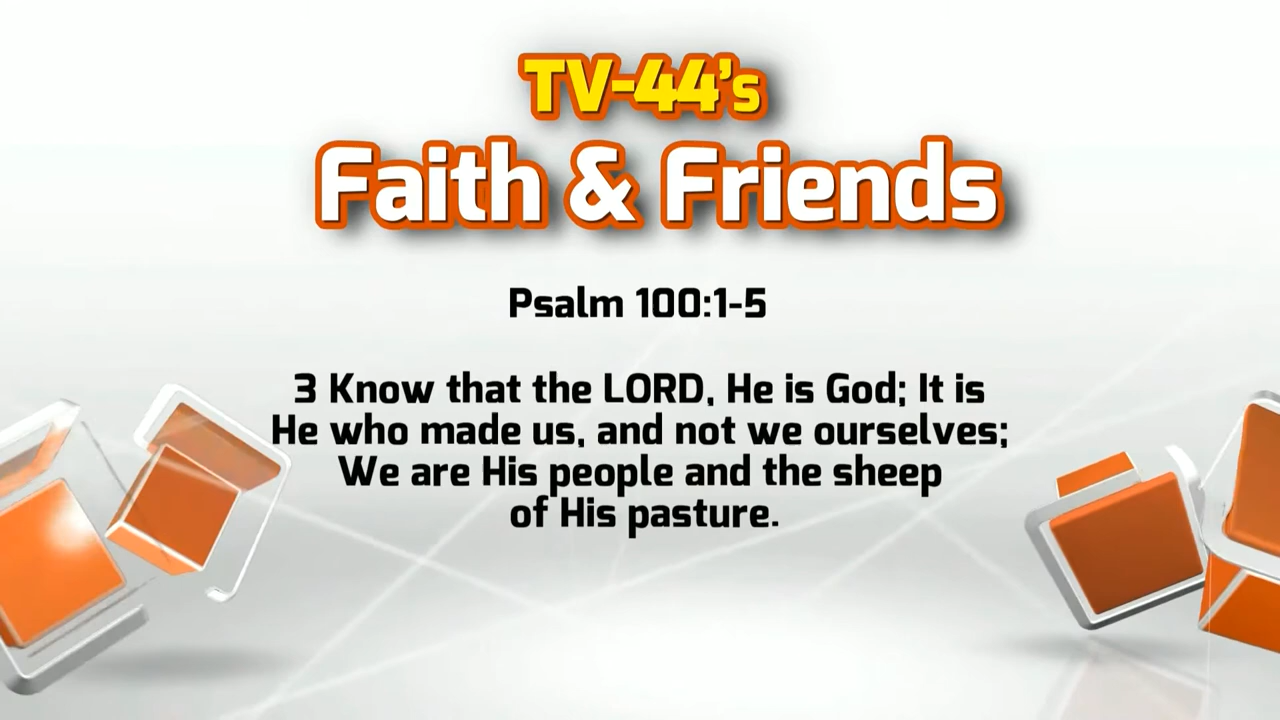 TV-44's
Faith & Friends
Psalm 100:1-5
3 Know that the LORD, He is God; It is
He who made us, and not we ourselves;
We are His people and the sheep
of His pasture.